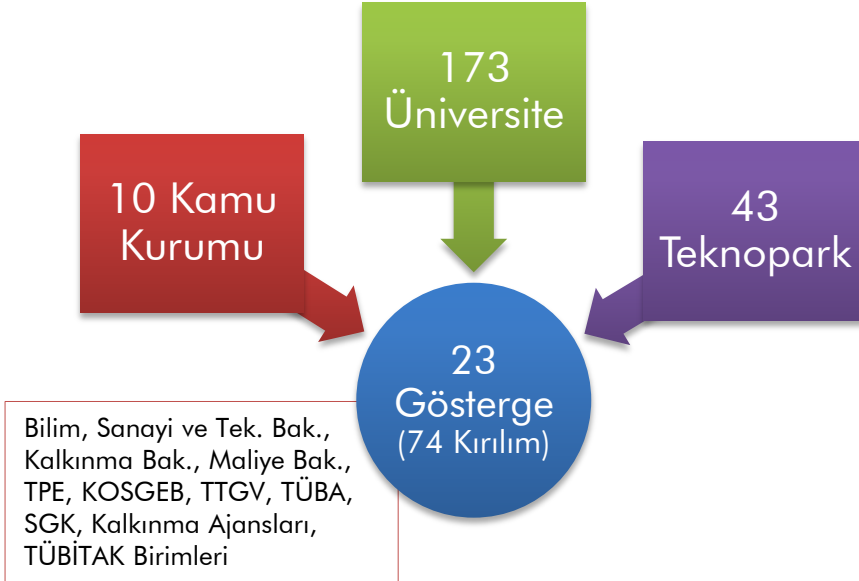 173
Üniversite
10 Kamu
Kurumu
43
Teknopark
23
Gösterge
(74 Kırılım)
Bilim, Sanayi ve Tek. Bak.,
Kalkınma Bak., Maliye Bak.,
TPE, KOSGEB, TTGV, TÜBA,
SGK, Kalkınma Ajansları,
TÜBİTAK Birimleri